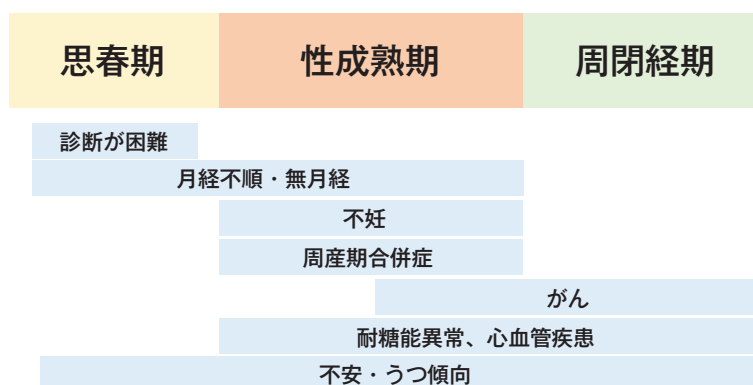 思春期 性成熟期 周閉経期
診断が困難
月経不順・無月経
不妊
周産期合併症
がん
耐糖能異常、心血管疾患
不安・うつ傾向